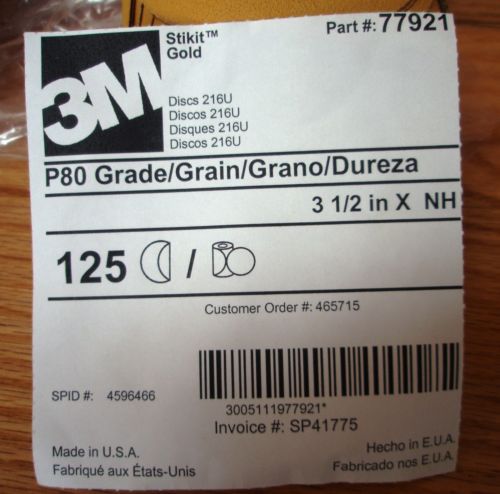 3M
Stikit™
Gold
Part #: 77921
Discs 216U
Discos 216U
Disques 216U
Discos 216U
P80 Grade/Grain/Grano/Dureza
3 1/2 in X NH
125 /
Customer Order #: 465715
SPID #: 4596466
3005111977921*
Invoice #: SP41775
Made in U.S.A.
Fabriqué aux États-Unis
Hecho in E.U.A.
Fabricado nos E.U.A.